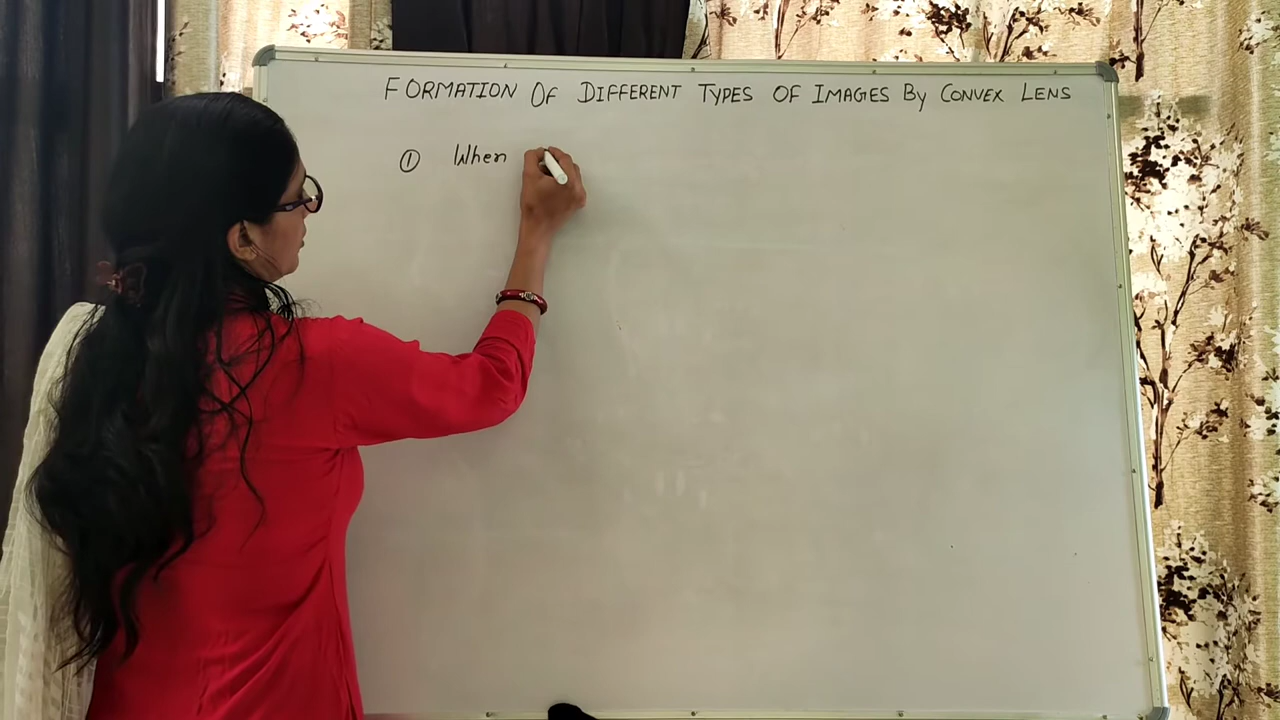 FORMATION OF DIFFERENT TYPES OF IMAGES BY CONVEX LENS
① When